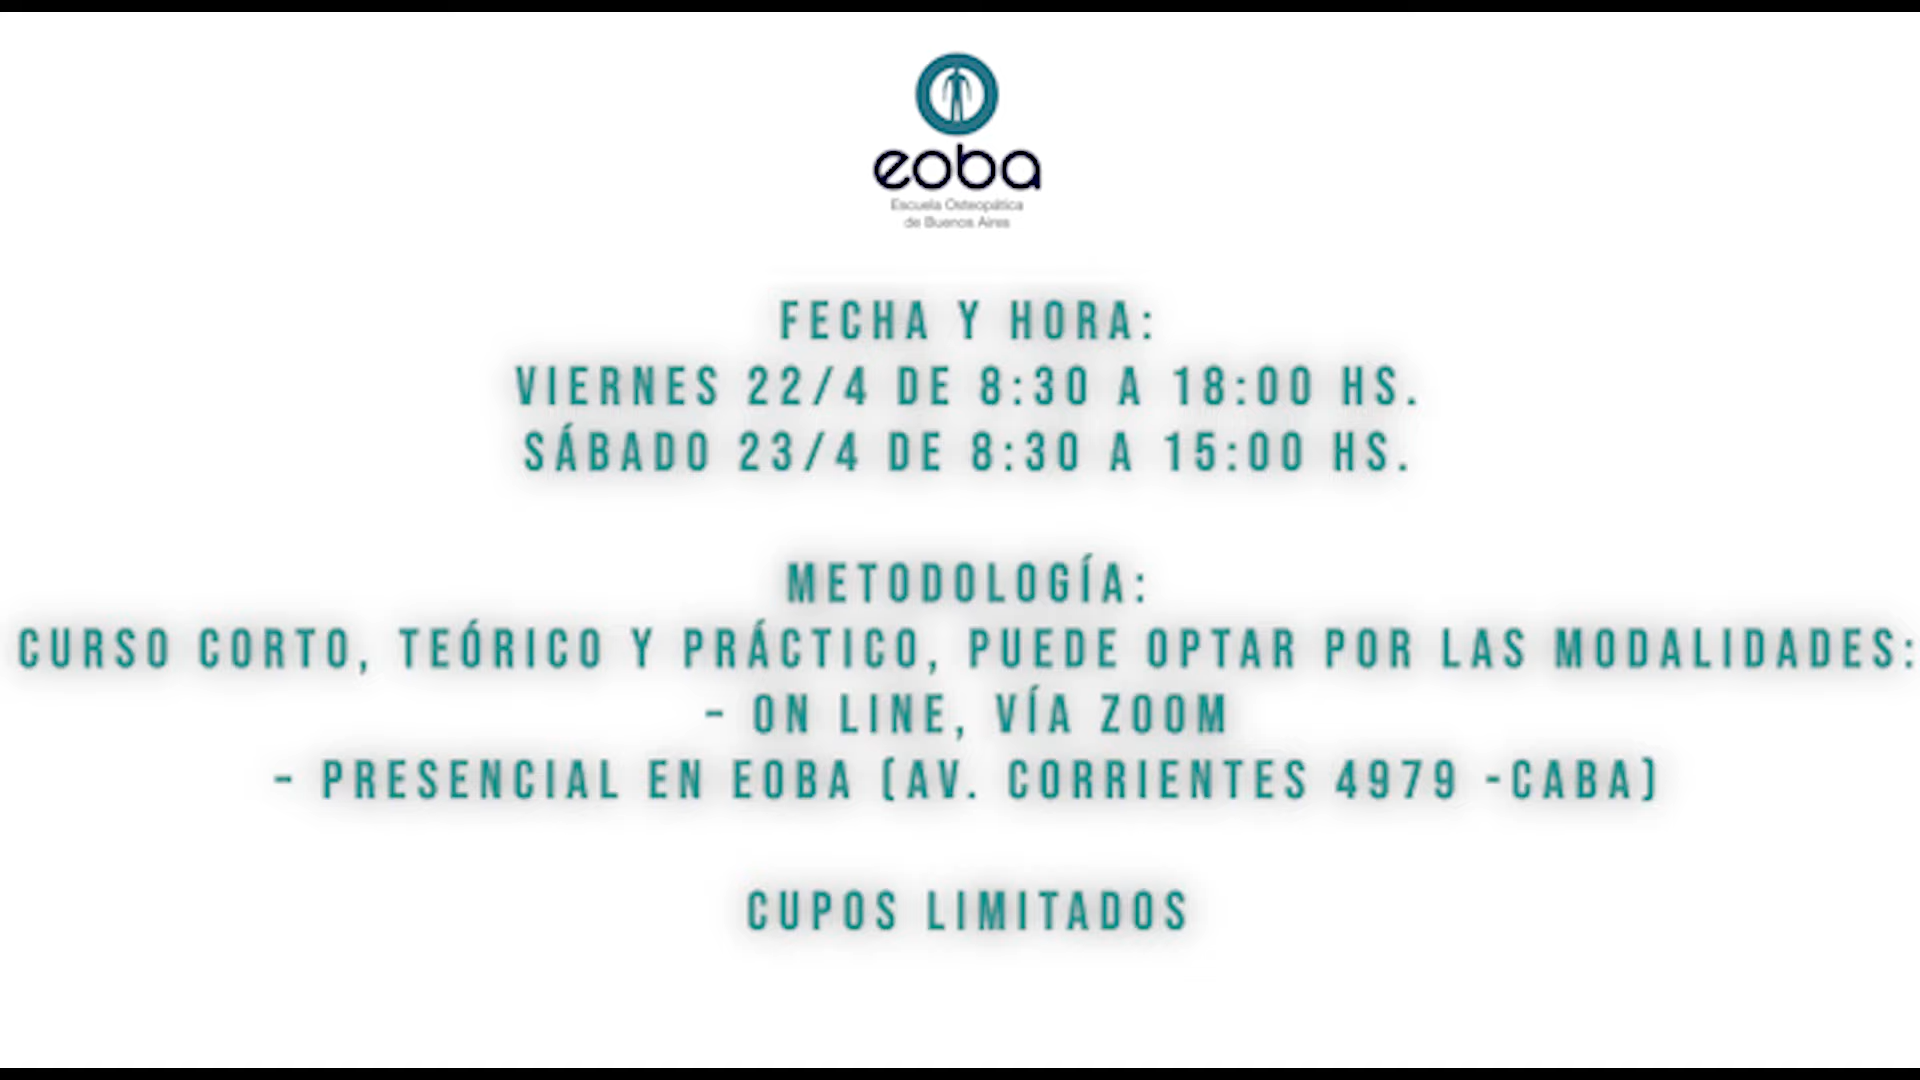 eoba
Escuela Osteopática
de Buenos Aires
FECHA Y HORA:
VIERNES 22/4 DE 8:30 A 18:00 HS.
SÁBADO 23/4 DE 8:30 A 15:00 HS.
METODOLOGÍA:
CURSO CORTO, TEÓRICO Y PRÁCTICO, PUEDE OPTAR POR LAS MODALIDADES:
- ON LINE, VÍA ZOOM
- PRESENCIAL EN EOBA (AV. CORRIENTES 4979 -CABA)
CUPOS LIMITADOS